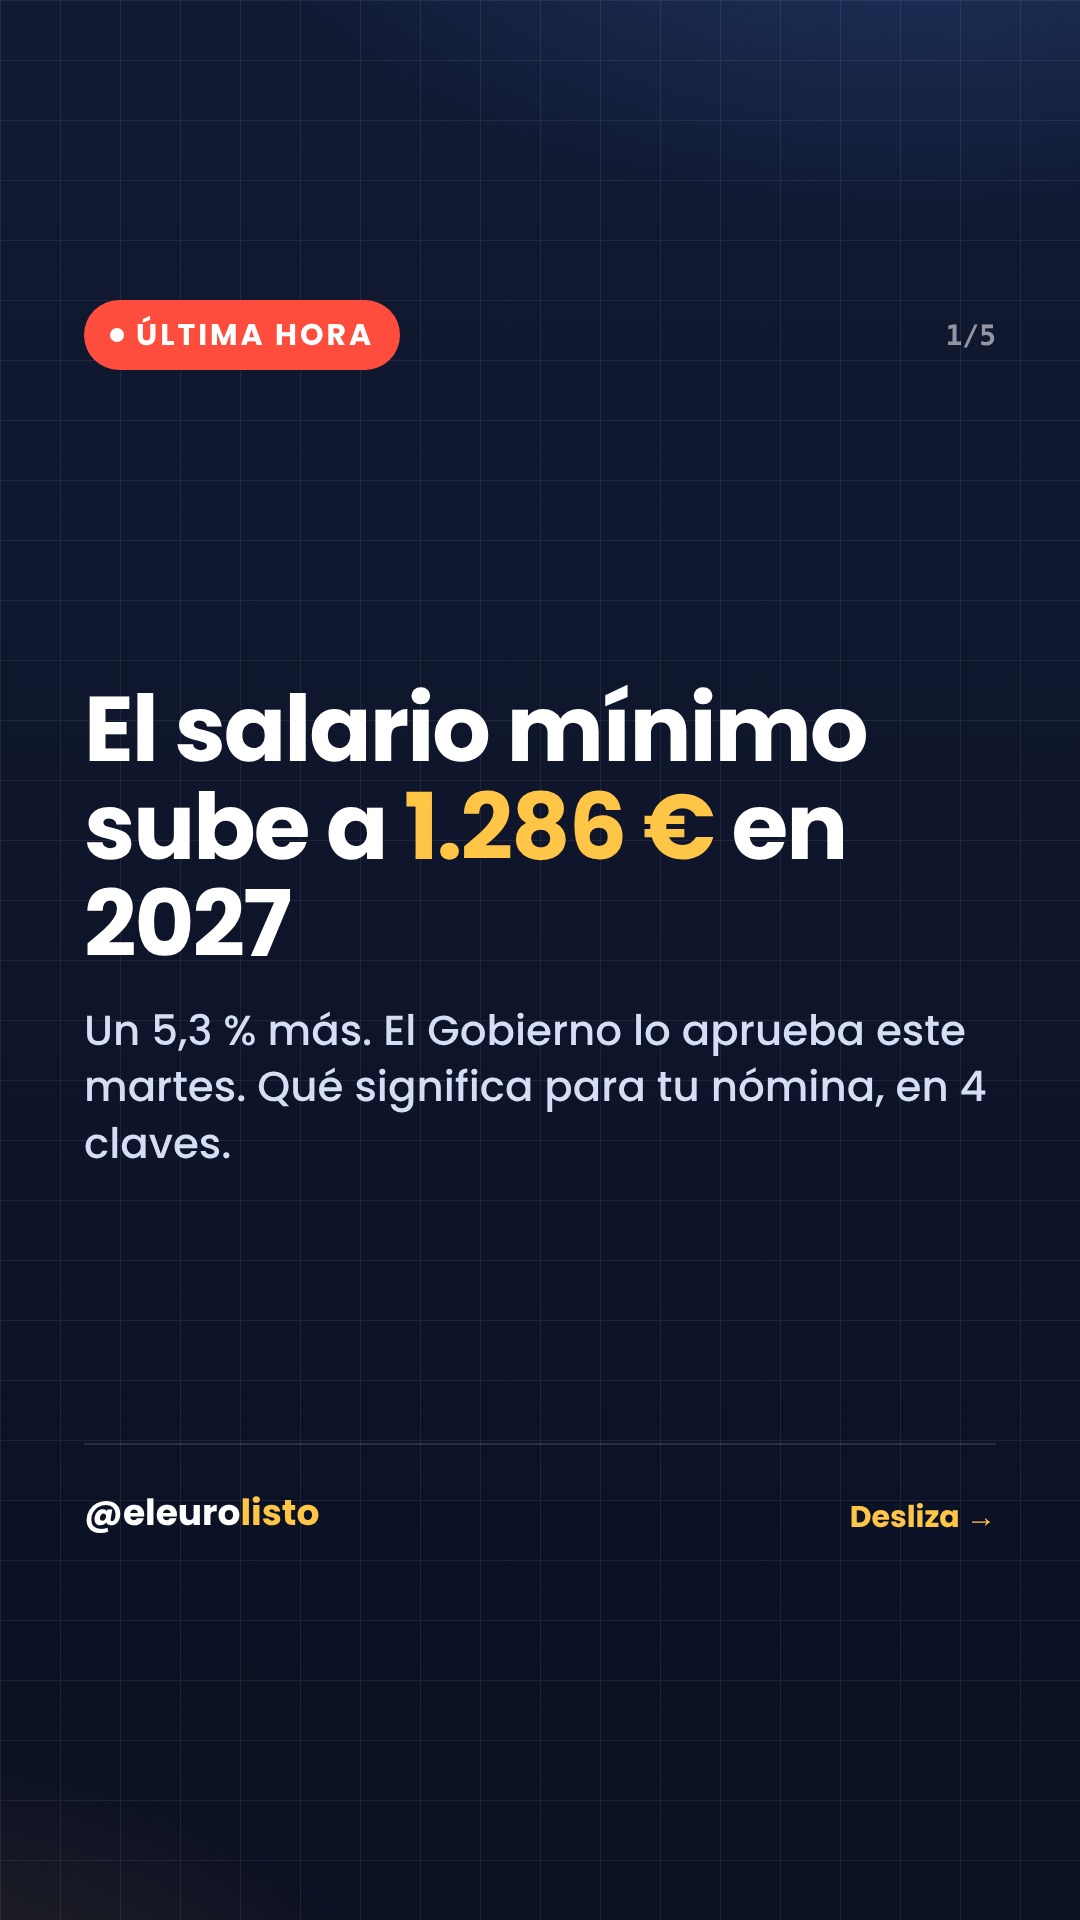 ÚLTIMA HORA
1/5
El salario mínimo
sube a 1.286 € en
2027
Un 5,3 % más. El Gobierno lo aprueba este
martes. Qué significa para tu nómina, en 4
claves.
@eleurolisto
Desliza →